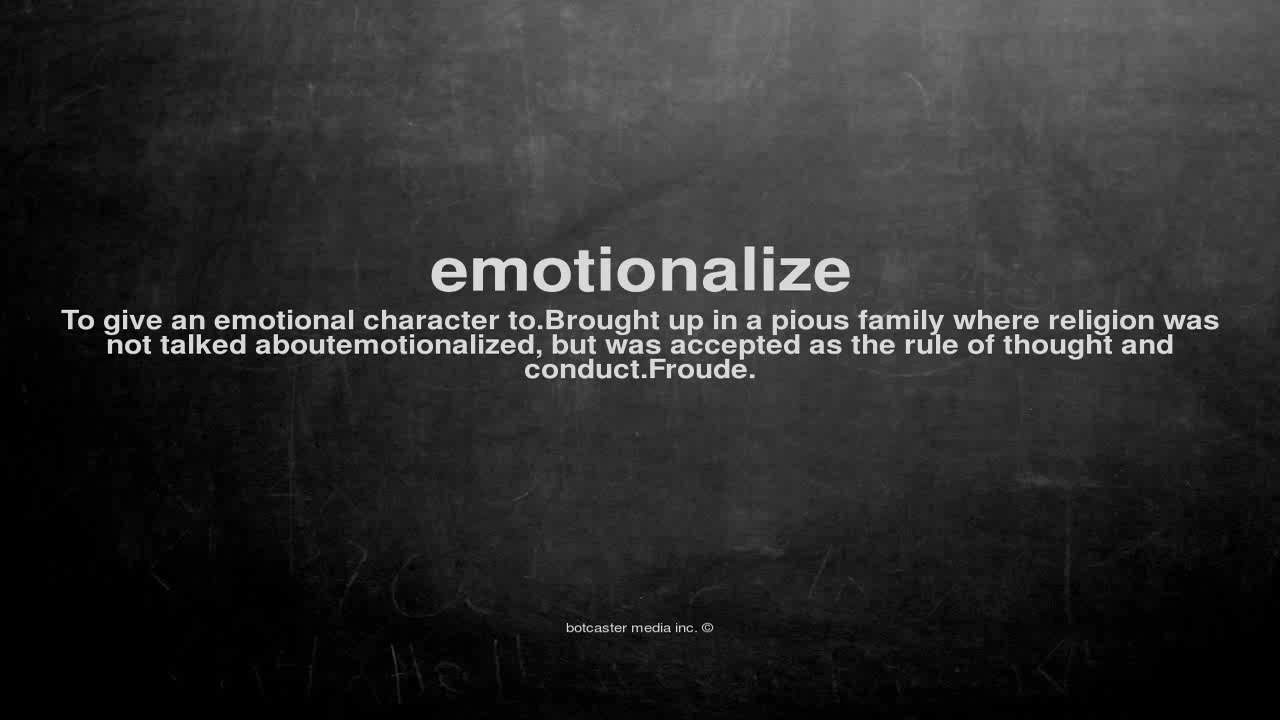 emotionalize
To give an emotional character to.Brought up in a pious family where religion was
not talked aboutemotionalized, but was accepted as the rule of thought and
conduct.Froude.
botcaster media inc. ©